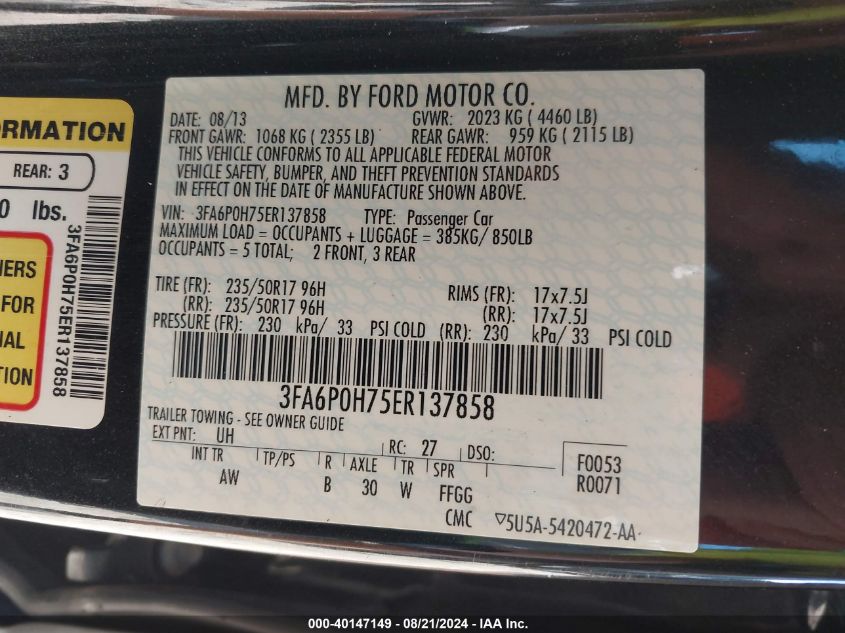 ORMATION
REAR: 3
0 lbs.
3FA6P0H75ER137858
IERS
FOR
IAL
TION
MFD. BY FORD MOTOR CO.
DATE: 08/13 GVWR: 2023 KG ( 4460 LB)
FRONT GAWR: 1068 KG ( 2355 LB) REAR GAWR: 959 KG ( 2115 LB)
THIS VEHICLE CONFORMS TO ALL APPLICABLE FEDERAL MOTOR
VEHICLE SAFETY, BUMPER, AND THEFT PREVENTION STANDARDS
IN EFFECT ON THE DATE OF MANUFACTURE SHOWN ABOVE.
VIN: 3FA6P0H75ER137858 TYPE: Passenger Car
MAXIMUM LOAD = OCCUPANTS + LUGGAGE = 385KG/ 850LB
OCCUPANTS = 5 TOTAL; 2 FRONT, 3 REAR
TIRE (FR): 235/50R17 96H RIMS (FR): 17x7.5J
(RR): 235/50R17 96H (RR): 17x7.5J
PRESSURE (FR): 230 kPa/ 33 PSI COLD (RR): 230 kPa/ 33 PSI COLD
3FA6P0H75ER137858
TRAILER TOWING - SEE OWNER GUIDE
EXT PNT: UH RC: 27 DSO: F0053
INT TR TP/PS R AXLE TR SPR R0071
AW B 30 W FFGG
CMC 5U5A-5420472-AA
000-40147149 - 08/21/2024 - IAA Inc.